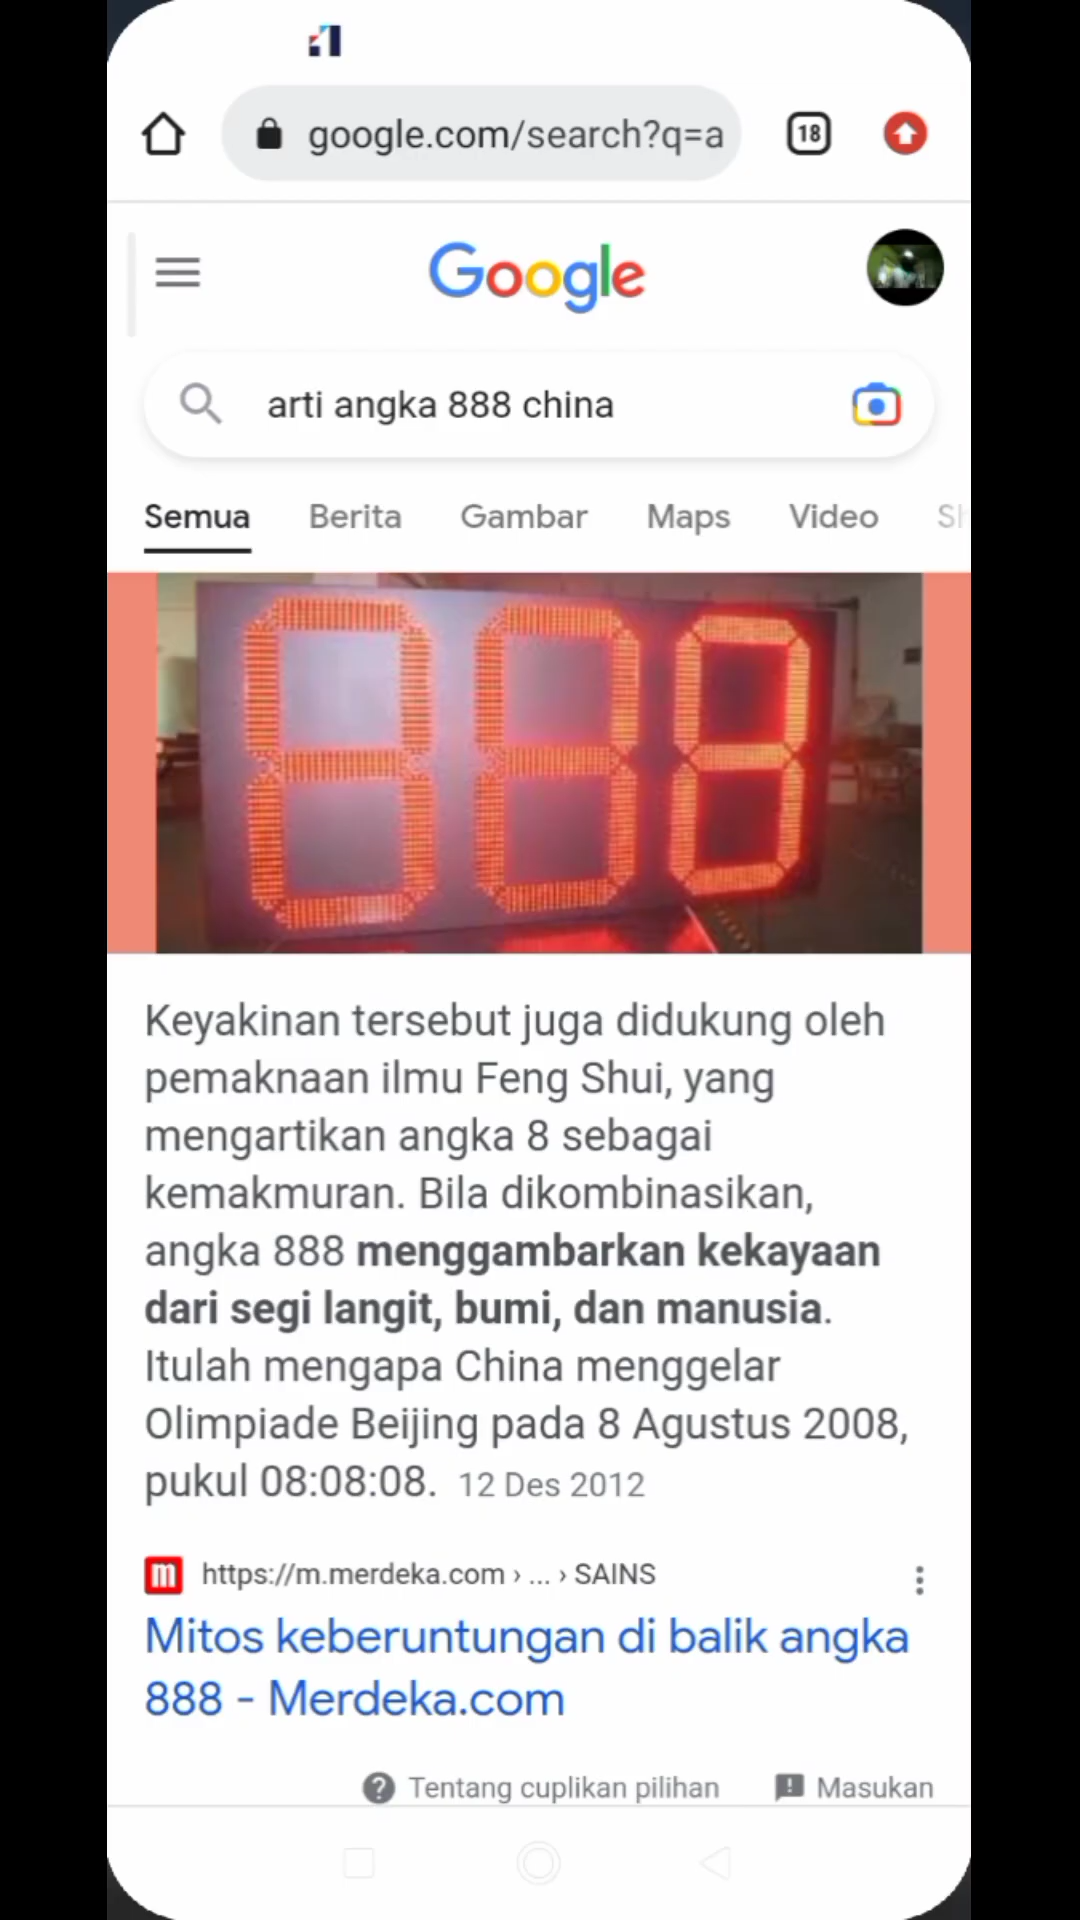 google.com/search?q=a
18
Google
arti angka 888 china
Semua Berita Gambar Maps Video Sh
888
Keyakinan tersebut juga didukung oleh
pemaknaan ilmu Feng Shui, yang
mengartikan angka 8 sebagai
kemakmuran. Bila dikombinasikan,
angka 888 menggambarkan kekayaan
dari segi langit, bumi, dan manusia.
Itulah mengapa China menggelar
Olimpiade Beijing pada 8 Agustus 2008,
pukul 08:08:08. 12 Des 2012
m https://m.merdeka.com › ... › SAINS
Mitos keberuntungan di balik angka
888 - Merdeka.com
Tentang cuplikan pilihan Masukan